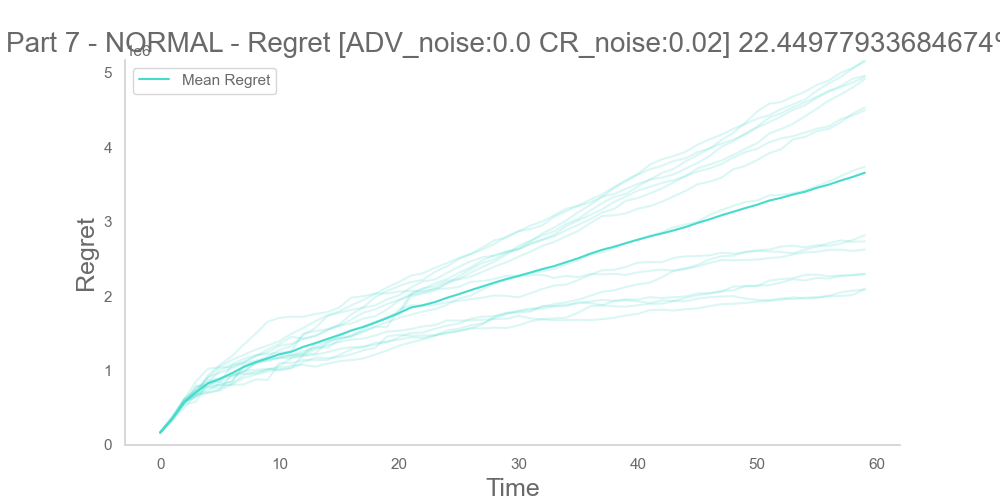 Part 7 - NORMAL - Regret [ADV_noise:0.0 CR_noise:0.02] 22.44977933684674%
1e6
Mean Regret
5
4
3
2
1
0
Regret
0 10 20 30 40 50 60
Time